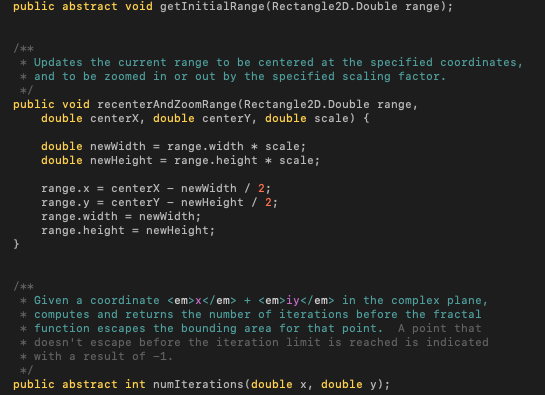 public abstract void getInitialRange(Rectangle2D.Double range);
/**
 * Updates the current range to be centered at the specified coordinates,
 * and to be zoomed in or out by the specified scaling factor.
 */
public void recenterAndZoomRange(Rectangle2D.Double range,
    double centerX, double centerY, double scale) {
    double newWidth = range.width * scale;
    double newHeight = range.height * scale;
    range.x = centerX - newWidth / 2;
    range.y = centerY - newHeight / 2;
    range.width = newWidth;
    range.height = newHeight;
}
/**
 * Given a coordinate <em>x</em> + <em>iy</em> in the complex plane,
 * computes and returns the number of iterations before the fractal
 * function escapes the bounding area for that point.  A point that
 * doesn't escape before the iteration limit is reached is indicated
 * with a result of -1.
 */
public abstract int numIterations(double x, double y);